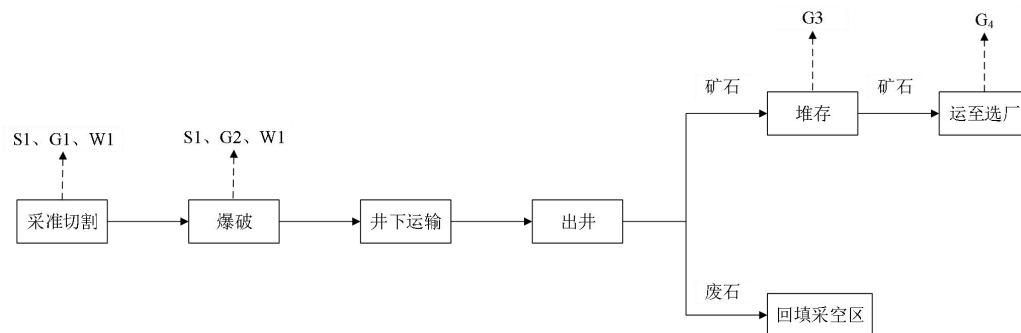 G3
G₄
矿石
矿石
堆存
运至选厂
S1、G1、W1
S1、G2、W1
采准切割
爆破
井下运输
出井
废石
回填采空区